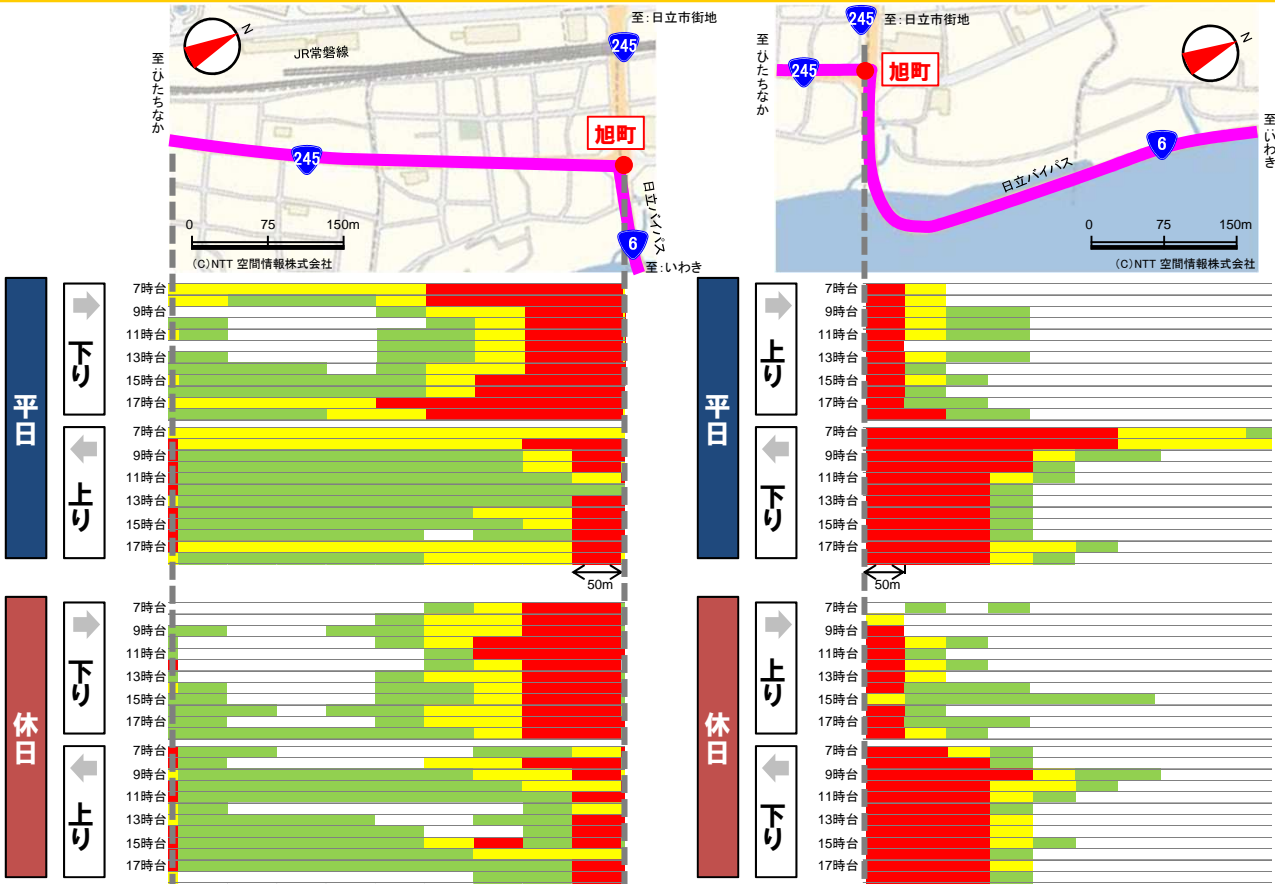 至：日立市街地
245
N
JR常磐線
至：ひたちなか
旭町
245
日立バイパス
0 75 150m
6
(C)NTT 空間情報株式会社
至：いわき
245
至：日立市街地
N
至：ひたちなか
245
旭町
至：いわき
6
日立バイパス
0 75 150m
(C)NTT 空間情報株式会社
平日
下り
7時台
9時台
11時台
13時台
15時台
17時台
上り
7時台
9時台
11時台
13時台
15時台
17時台
50m
休日
下り
7時台
9時台
11時台
13時台
15時台
17時台
上り
7時台
9時台
11時台
13時台
15時台
17時台
平日
上り
7時台
9時台
11時台
13時台
15時台
17時台
下り
7時台
9時台
11時台
13時台
15時台
17時台
50m
休日
上り
7時台
9時台
11時台
13時台
15時台
17時台
下り
7時台
9時台
11時台
13時台
15時台
17時台